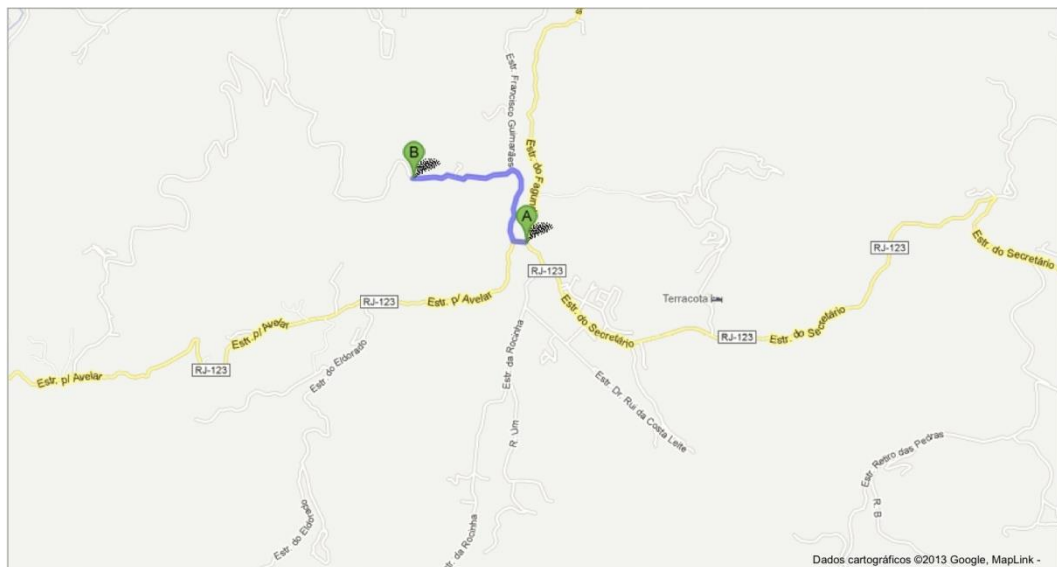 Estr. Francisco Guimarães
B
Estr. do Fagund
A
Estr. do Secretário
RJ-123
RJ-123
Terracota
RJ-123
Estr. p/ Avelar
Estr. p/ Avelar
Estr. do Secretário
RJ-123
Estr. do Secretário
RJ-123
Estr. p/ Avelar
Estr. do Eldorado
Estr. da Rocinha
Estr. Dr. Rui da Costa Leite
R. Um
Estr. Retiro das Pedras
R. B
Estr. do Eldorado
Estr. da Rocinha
Dados cartográficos ©2013 Google, MapLink -